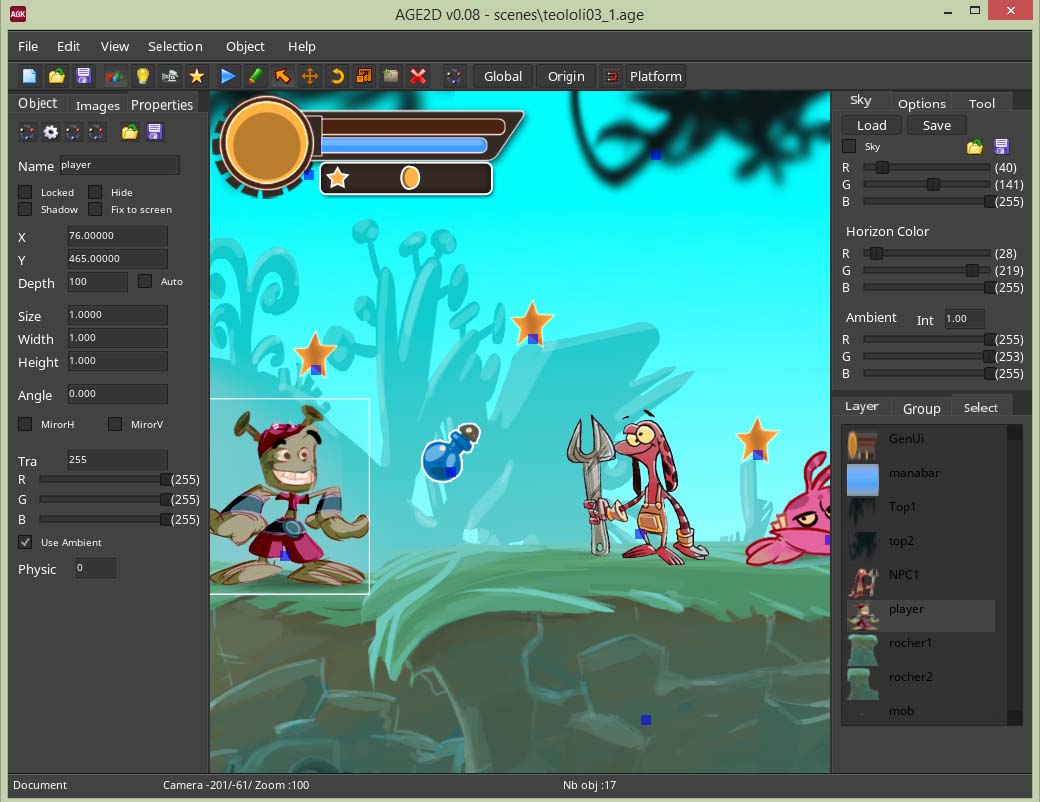 AGK
AGE2D v0.08 - scenes\teololi03_1.age
File Edit View Selection Object Help
Global Origin Platform
Object Images Properties
Name player
Locked Hide
Shadow Fix to screen
X 76.00000
Y 465.00000
Depth 100 Auto
Size 1.0000
Width 1.000
Height 1.000
Angle 0.000
MirorH MirorV
Tra 255
R (255)
G (255)
B (255)
Use Ambient
Physic 0
Sky Options Tool
Load Save
Sky
R (40)
G (141)
B (255)
Horizon Color
R (28)
G (219)
B (255)
Ambient Int 1.00
R (255)
G (253)
B (255)
Layer Group Select
GenUi
manabar
Top1
top2
NPC1
player
rocher1
rocher2
mob
Document Camera -201/-61/ Zoom :100 Nb obj :17